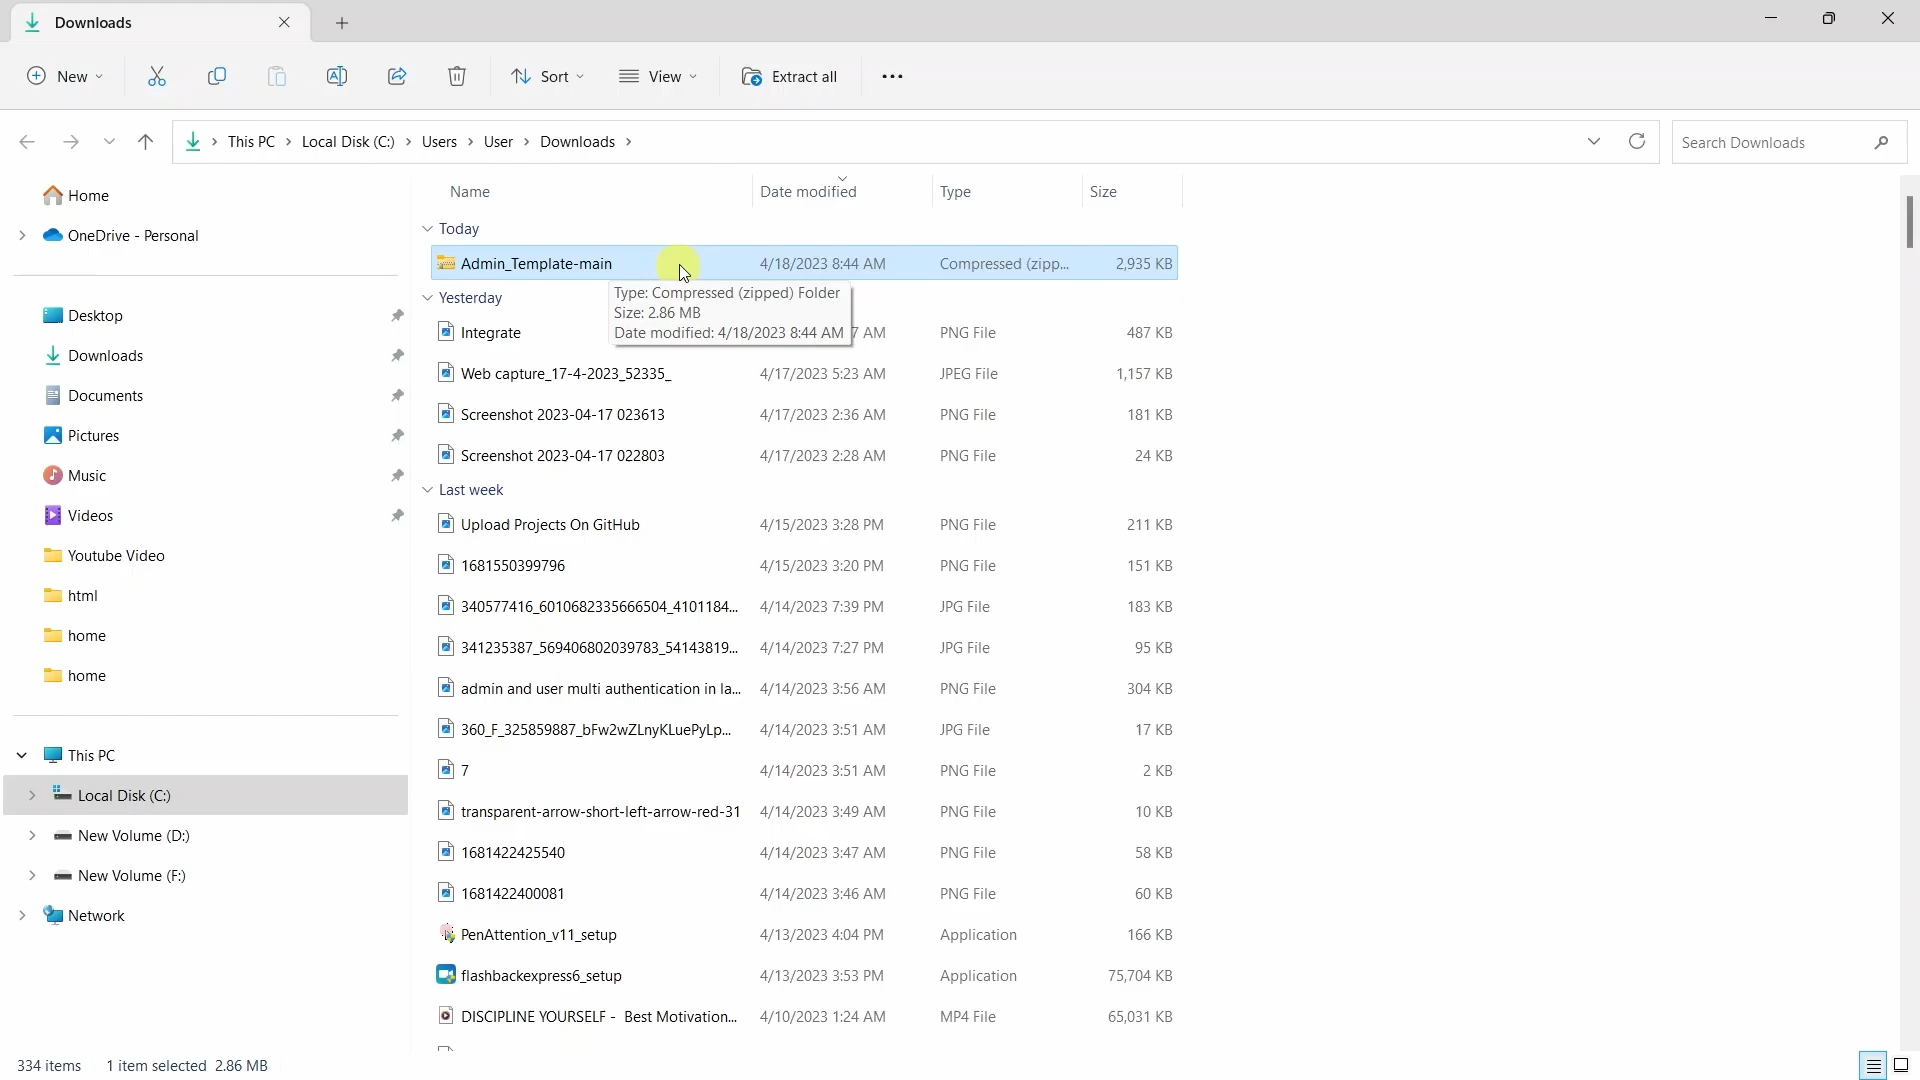 Downloads
New
Sort
View
Extract all
This PC
Local Disk (C:)
Users
User
Downloads
Search Downloads
Home
OneDrive - Personal
Desktop
Downloads
Documents
Pictures
Music
Videos
Youtube Video
html
home
home
This PC
Local Disk (C:)
New Volume (D:)
New Volume (F:)
Network
Name Date modified Type Size
Today
Admin_Template-main 4/18/2023 8:44 AM Compressed (zipp... 2,935 KB
Type: Compressed (zipped) Folder
Size: 2.86 MB
Date modified: 4/18/2023 8:44 AM
Yesterday
Integrate 7 AM PNG File 487 KB
Web capture_17-4-2023_52335_ 4/17/2023 5:23 AM JPEG File 1,157 KB
Screenshot 2023-04-17 023613 4/17/2023 2:36 AM PNG File 181 KB
Screenshot 2023-04-17 022803 4/17/2023 2:28 AM PNG File 24 KB
Last week
Upload Projects On GitHub 4/15/2023 3:28 PM PNG File 211 KB
1681550399796 4/15/2023 3:20 PM PNG File 151 KB
340577416_6010682335666504_4101184... 4/14/2023 7:39 PM JPG File 183 KB
341235387_569406802039783_54143819... 4/14/2023 7:27 PM JPG File 95 KB
admin and user multi authentication in la... 4/14/2023 3:56 AM PNG File 304 KB
360_F_325859887_bFw2wZLnyKLuePyLp... 4/14/2023 3:51 AM JPG File 17 KB
7 4/14/2023 3:51 AM PNG File 2 KB
transparent-arrow-short-left-arrow-red-31 4/14/2023 3:49 AM PNG File 10 KB
1681422425540 4/14/2023 3:47 AM PNG File 58 KB
1681422400081 4/14/2023 3:46 AM PNG File 60 KB
PenAttention_v11_setup 4/13/2023 4:04 PM Application 166 KB
flashbackexpress6_setup 4/13/2023 3:53 PM Application 75,704 KB
DISCIPLINE YOURSELF - Best Motivation... 4/10/2023 1:24 AM MP4 File 65,031 KB
334 items 1 item selected 2.86 MB